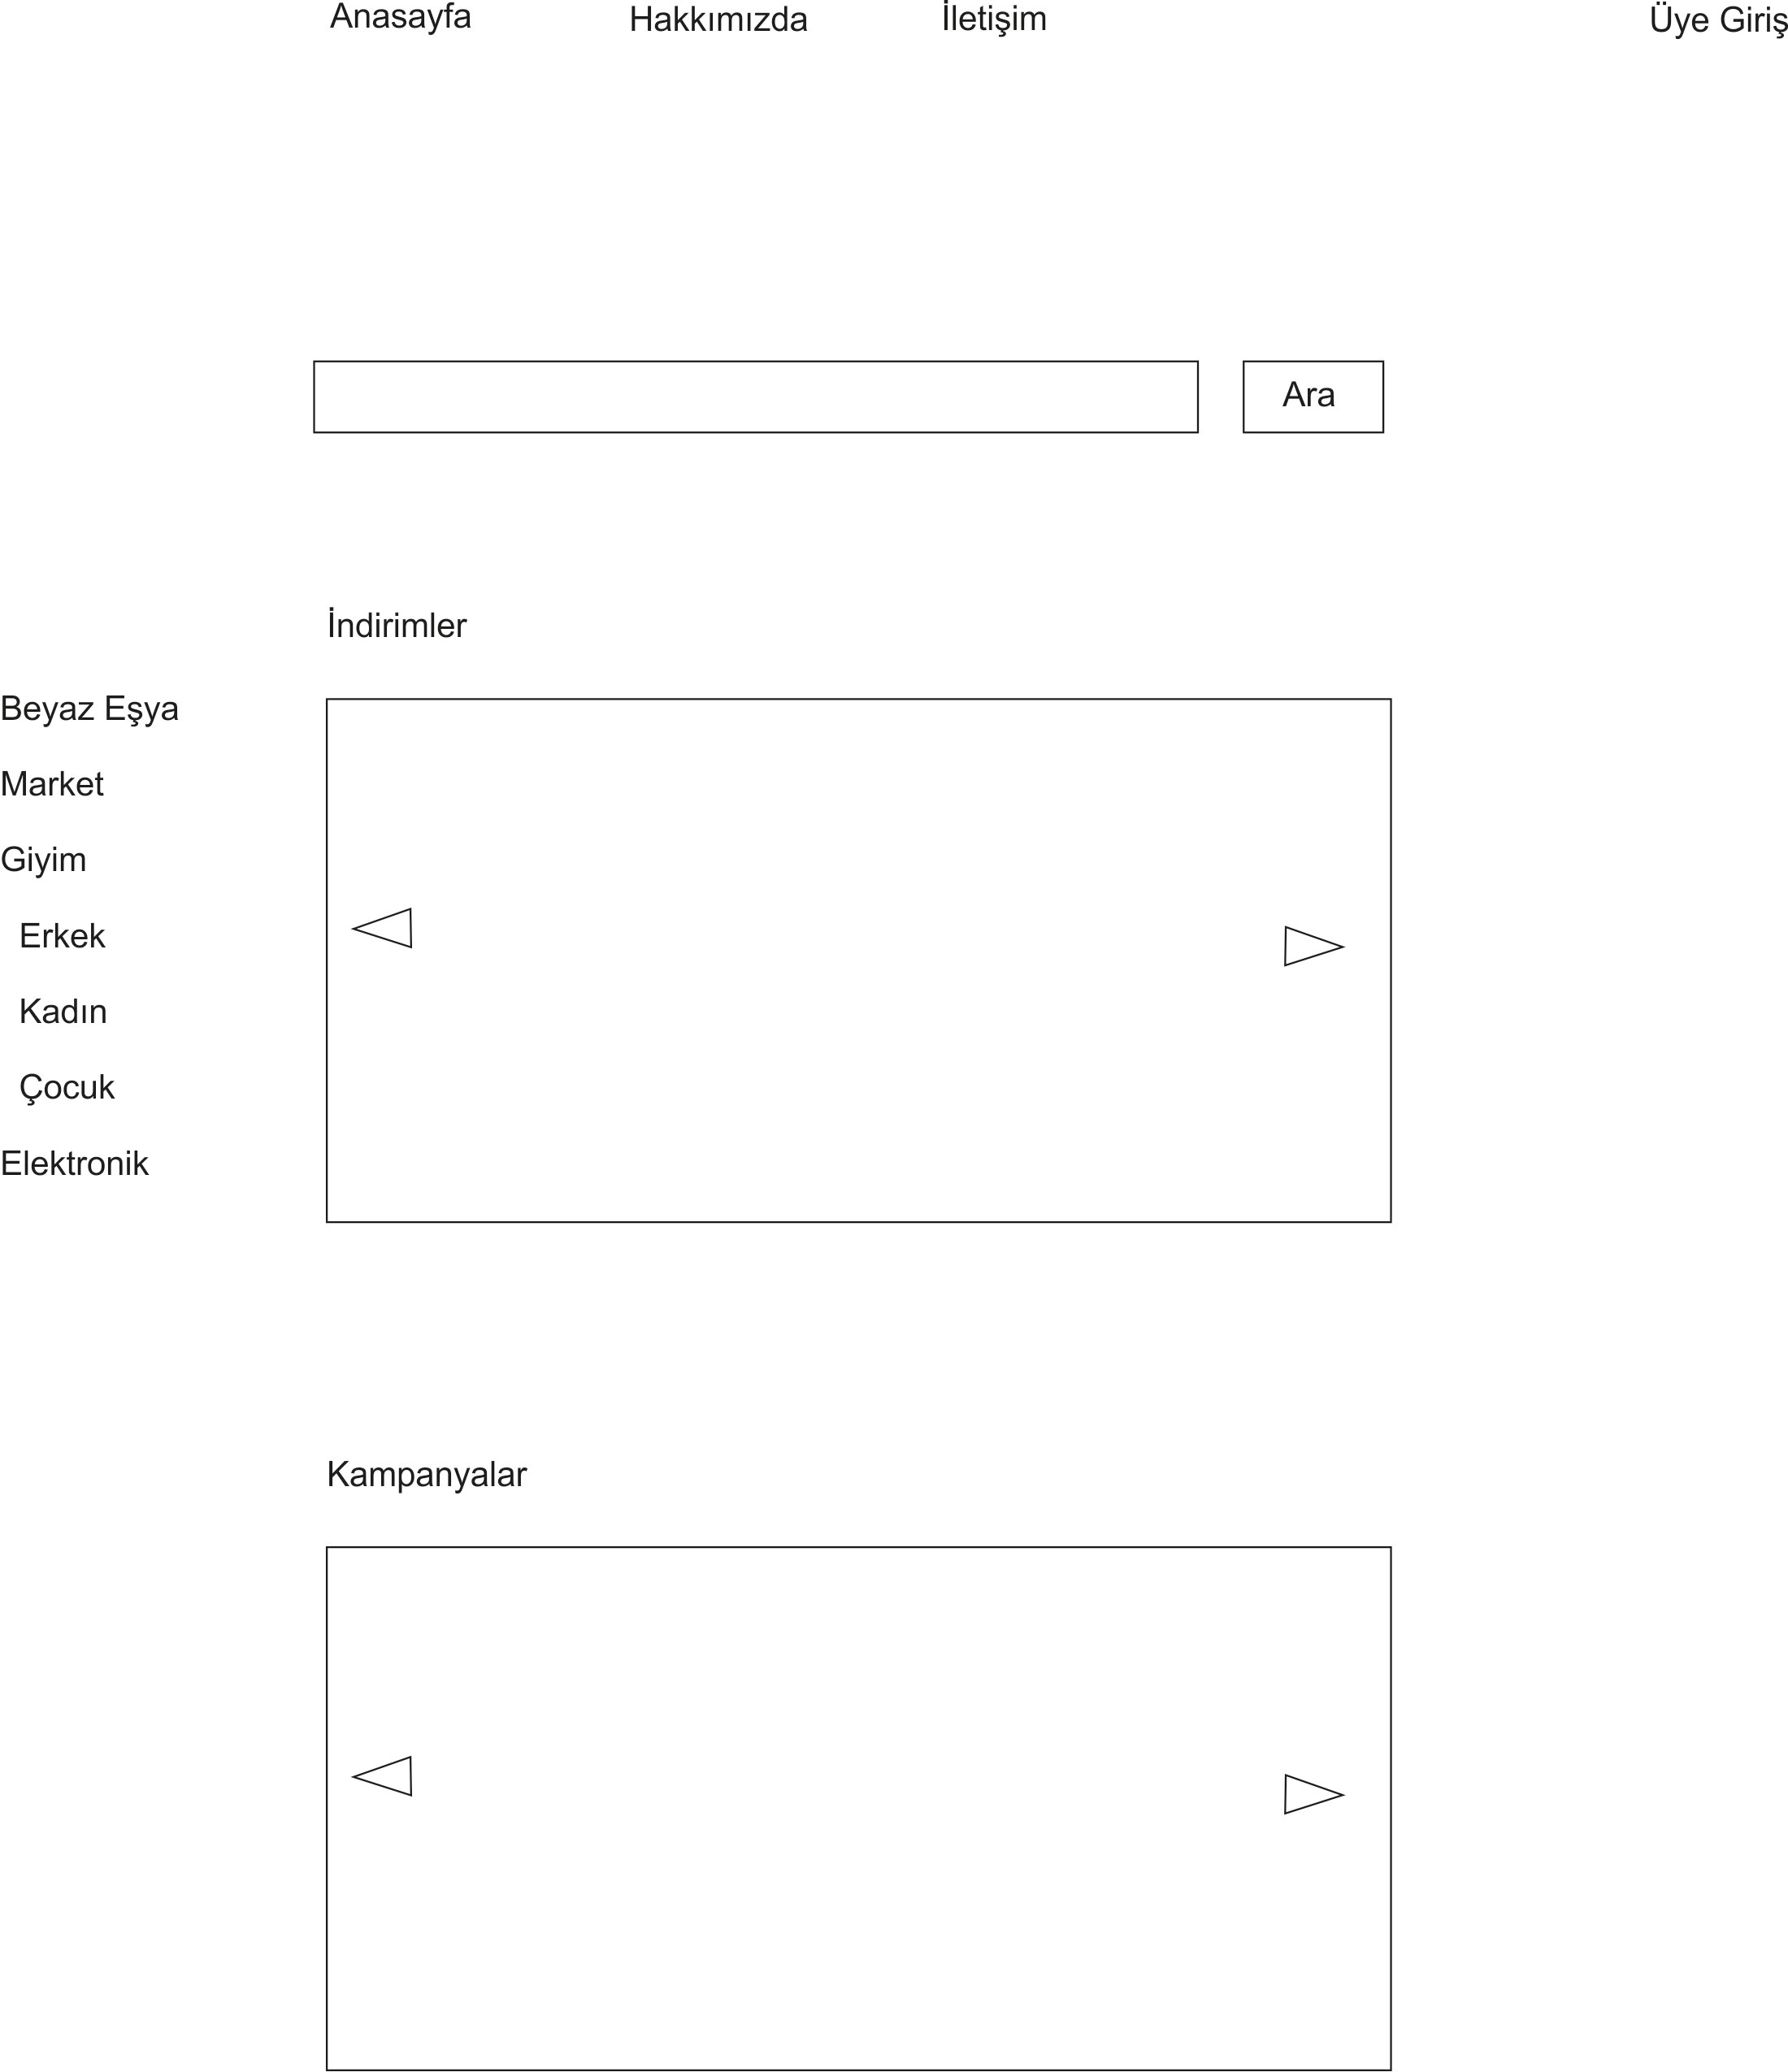 Anasayfa Hakkımızda İletişim Üye Giriş
Ara
İndirimler
Beyaz Eşya
Market
Giyim
Erkek
Kadın
Çocuk
Elektronik
Kampanyalar